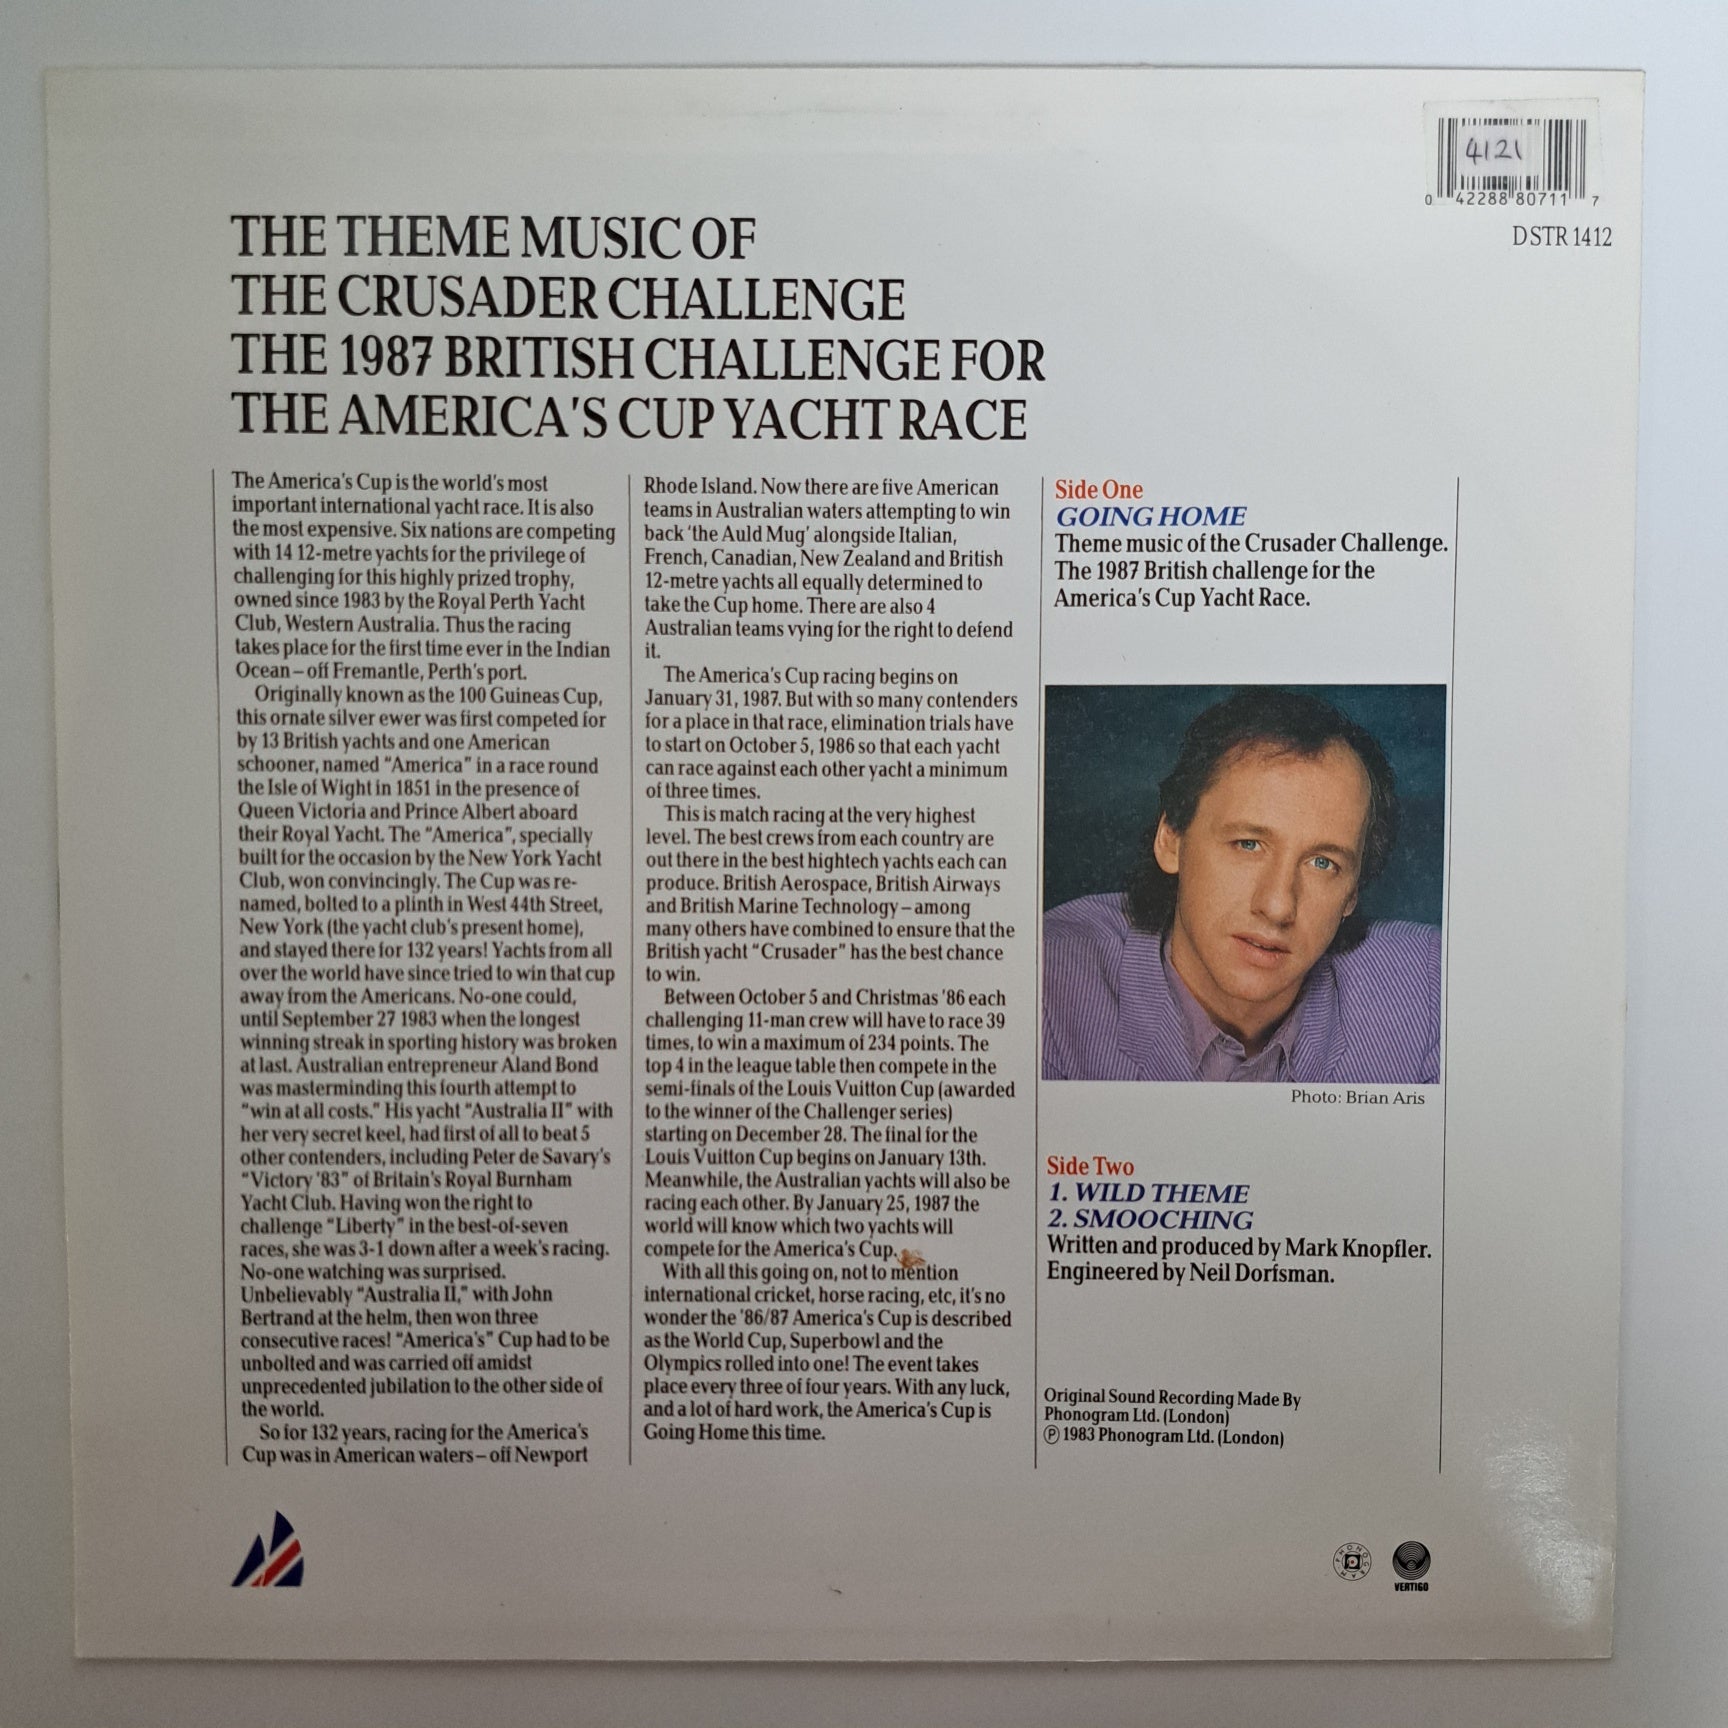 4121
0 42288 80711 7
DSTR 1412
THE THEME MUSIC OF
THE CRUSADER CHALLENGE
THE 1987 BRITISH CHALLENGE FOR
THE AMERICA'S CUP YACHT RACE
The America's Cup is the world's most
important international yacht race. It is also
the most expensive. Six nations are competing
with 14 12-metre yachts for the privilege of
challenging for this highly prized trophy,
owned since 1983 by the Royal Perth Yacht
Club, Western Australia. Thus the racing
takes place for the first time ever in the Indian
Ocean – off Fremantle, Perth's port.
Originally known as the 100 Guineas Cup,
this ornate silver ewer was first competed for
by 13 British yachts and one American
schooner, named “America” in a race round
the Isle of Wight in 1851 in the presence of
Queen Victoria and Prince Albert aboard
their Royal Yacht. The “America”, specially
built for the occasion by the New York Yacht
Club, won convincingly. The Cup was re-
named, bolted to a plinth in West 44th Street,
New York (the yacht club's present home),
and stayed there for 132 years! Yachts from all
over the world have since tried to win that cup
away from the Americans. No-one could,
until September 27 1983 when the longest
winning streak in sporting history was broken
at last. Australian entrepreneur Aland Bond
was masterminding this fourth attempt to
“win at all costs.” His yacht “Australia II” with
her very secret keel, had first of all to beat 5
other contenders, including Peter de Savary's
“Victory '83” of Britain's Royal Burnham
Yacht Club. Having won the right to
challenge “Liberty” in the best-of-seven
races, she was 3-1 down after a week's racing.
No-one watching was surprised.
Unbelievably “Australia II,” with John
Bertrand at the helm, then won three
consecutive races! “America's” Cup had to be
unbolted and was carried off amidst
unprecedented jubilation to the other side of
the world.
So for 132 years, racing for the America's
Cup was in American waters – off Newport
Rhode Island. Now there are five American
teams in Australian waters attempting to win
back ‘the Auld Mug’ alongside Italian,
French, Canadian, New Zealand and British
12-metre yachts all equally determined to
take the Cup home. There are also 4
Australian teams vying for the right to defend
it.
The America's Cup racing begins on
January 31, 1987. But with so many contenders
for a place in that race, elimination trials have
to start on October 5, 1986 so that each yacht
can race against each other yacht a minimum
of three times.
This is match racing at the very highest
level. The best crews from each country are
out there in the best hightech yachts each can
produce. British Aerospace, British Airways
and British Marine Technology – among
many others have combined to ensure that the
British yacht “Crusader” has the best chance
to win.
Between October 5 and Christmas '86 each
challenging 11-man crew will have to race 39
times, to win a maximum of 234 points. The
top 4 in the league table then compete in the
semi-finals of the Louis Vuitton Cup (awarded
to the winner of the Challenger series)
starting on December 28. The final for the
Louis Vuitton Cup begins on January 13th.
Meanwhile, the Australian yachts will also be
racing each other. By January 25, 1987 the
world will know which two yachts will
compete for the America's Cup.
With all this going on, not to mention
international cricket, horse racing, etc, it's no
wonder the '86/87 America's Cup is described
as the World Cup, Superbowl and the
Olympics rolled into one! The event takes
place every three of four years. With any luck,
and a lot of hard work, the America's Cup is
Going Home this time.
Side One
GOING HOME
Theme music of the Crusader Challenge.
The 1987 British challenge for the
America's Cup Yacht Race.
Photo: Brian Aris
Side Two
1. WILD THEME
2. SMOOCHING
Written and produced by Mark Knopfler.
Engineered by Neil Dorfsman.
Original Sound Recording Made By
Phonogram Ltd. (London)
Ⓟ 1983 Phonogram Ltd. (London)
PHONOGRAM
VERTIGO